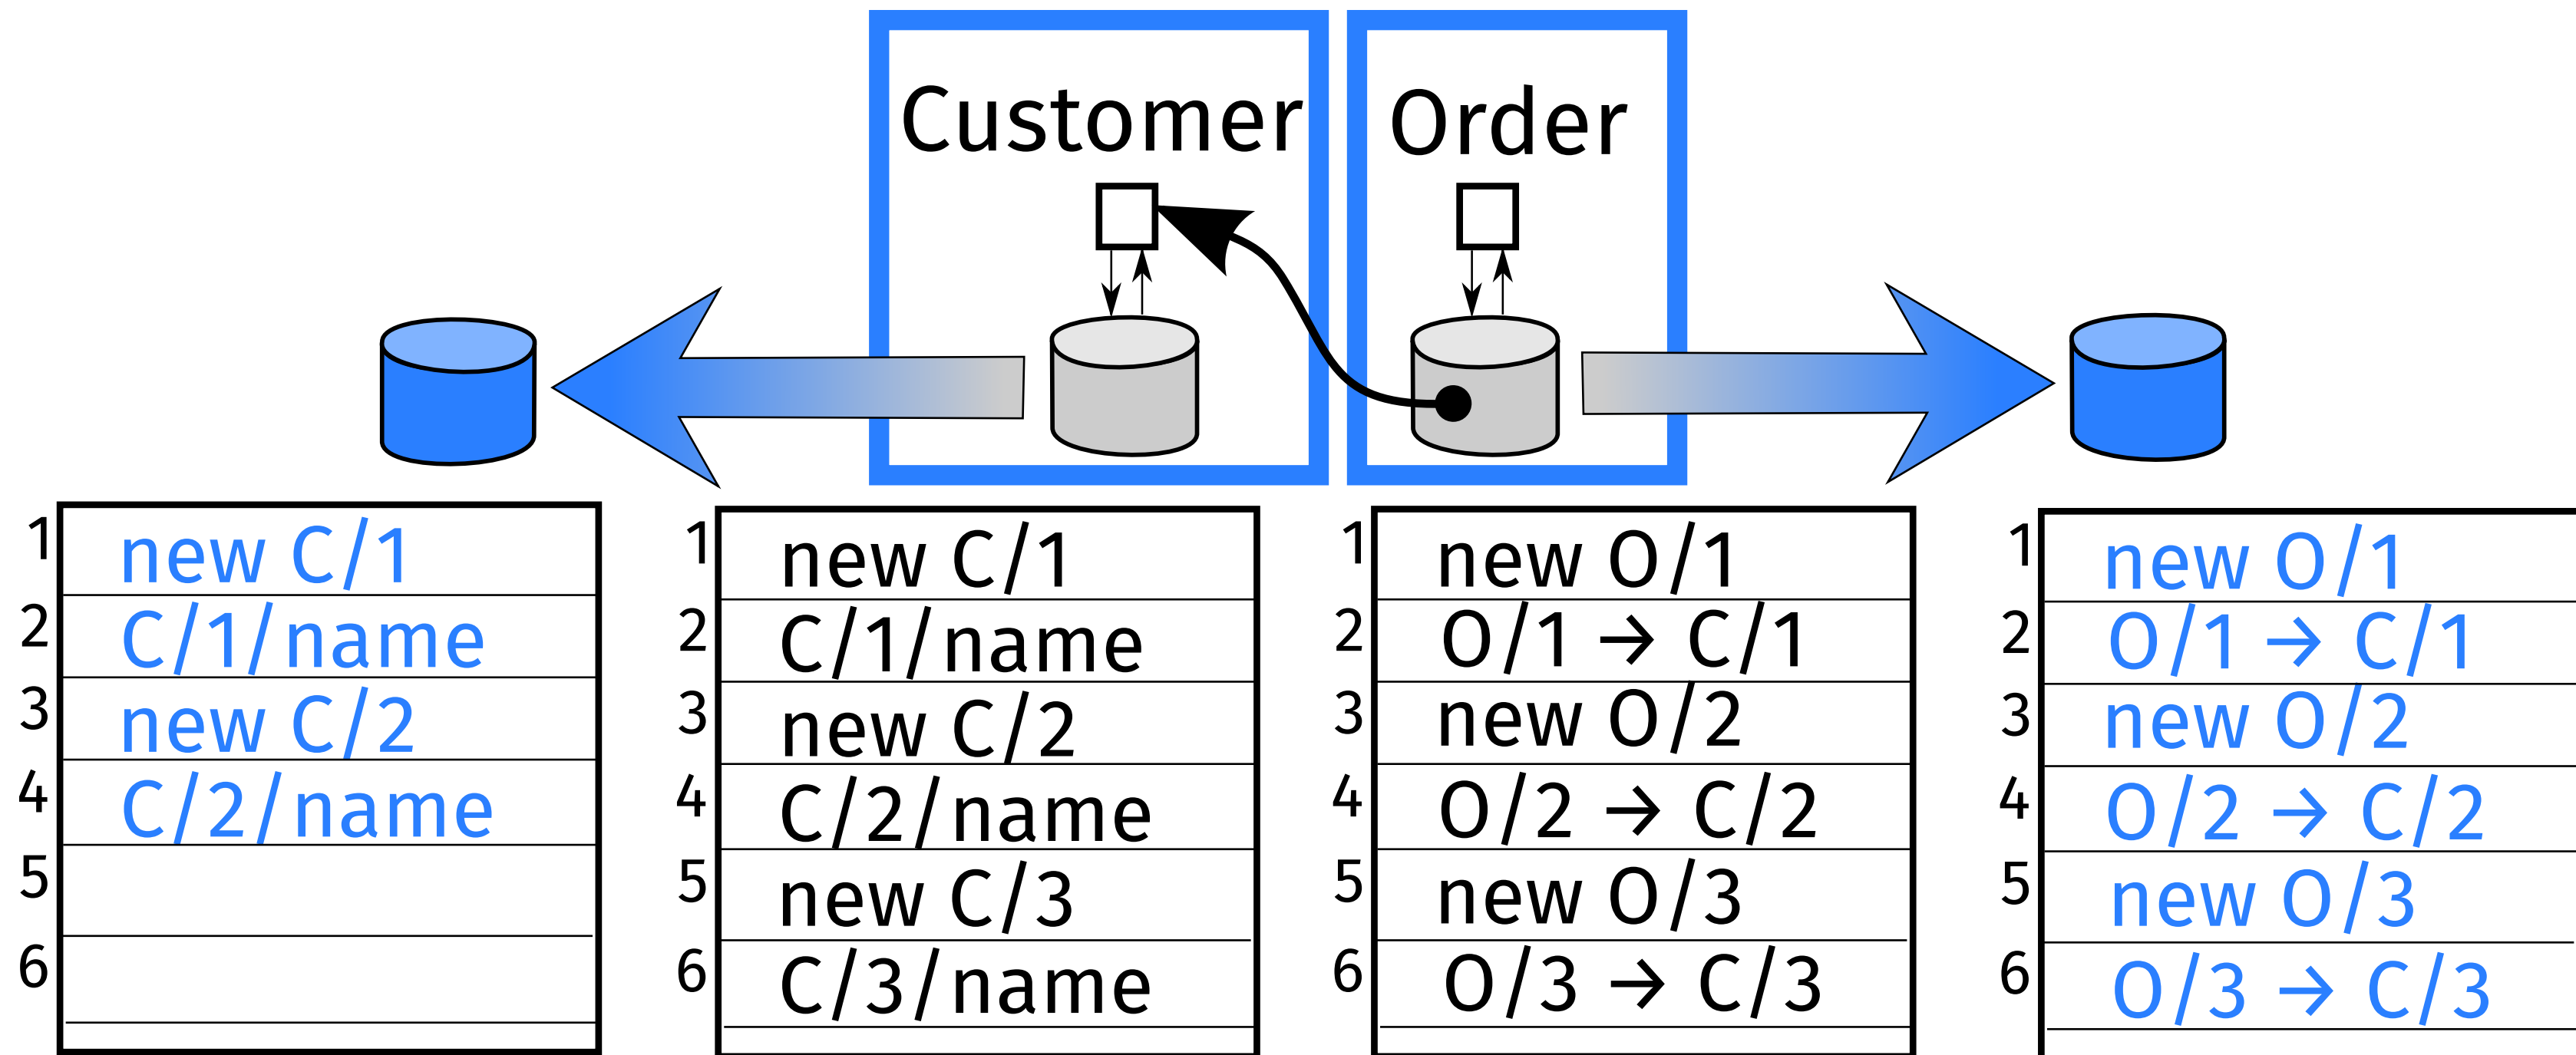 Customer
Order
1 new C/1
2 C/1/name
3 new C/2
4 C/2/name
5
6
1 new C/1
2 C/1/name
3 new C/2
4 C/2/name
5 new C/3
6 C/3/name
1 new O/1
2 O/1 → C/1
3 new O/2
4 O/2 → C/2
5 new O/3
6 O/3 → C/3
1 new O/1
2 O/1 → C/1
3 new O/2
4 O/2 → C/2
5 new O/3
6 O/3 → C/3